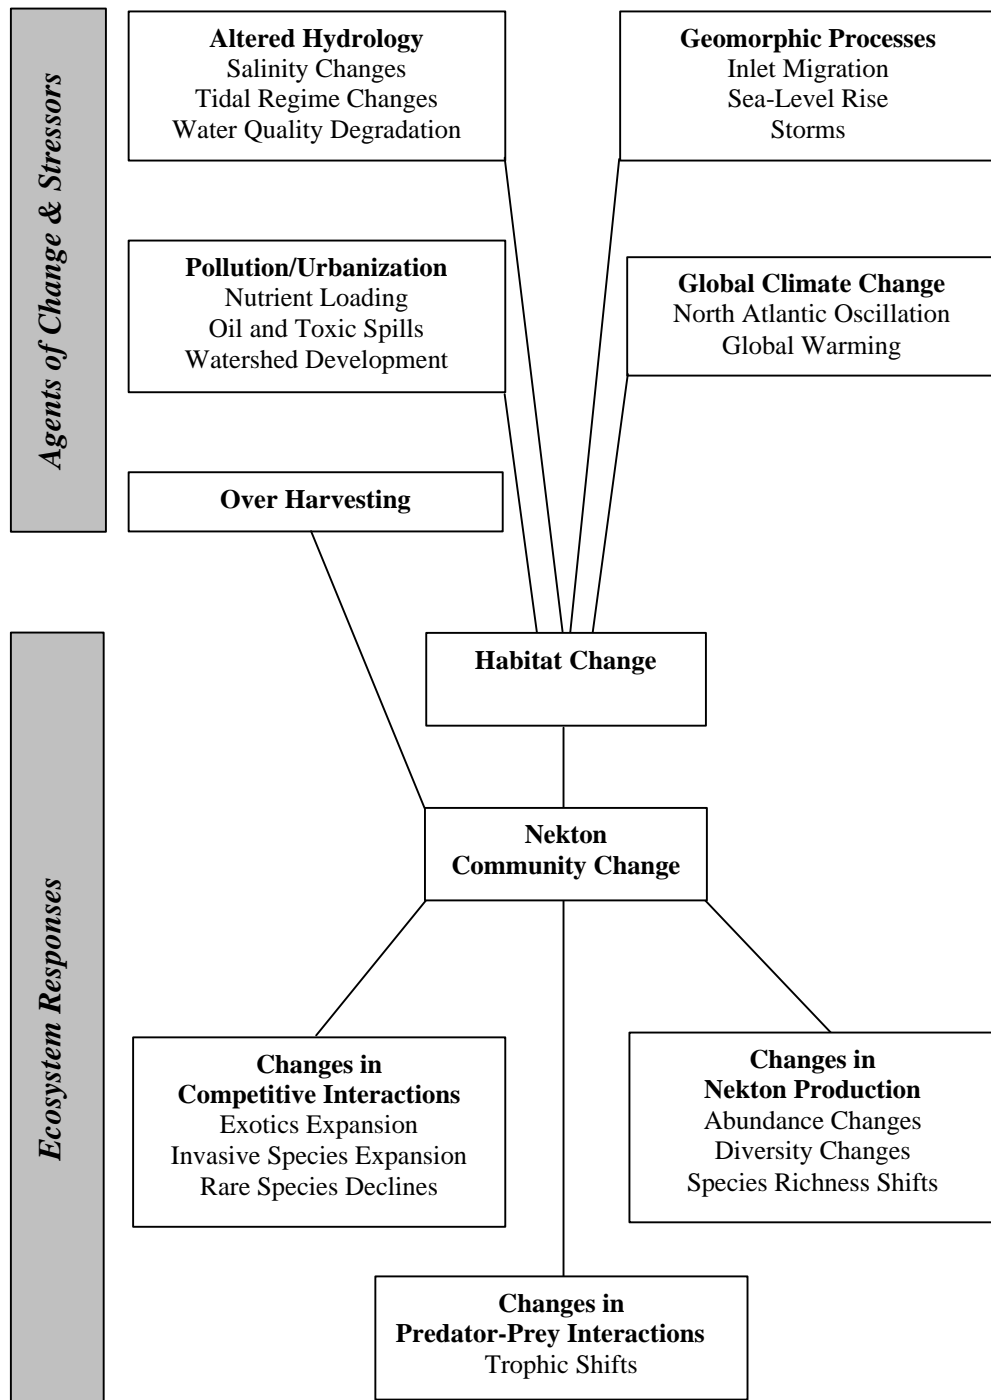 Agents of Change & Stressors
Altered Hydrology
Salinity Changes
Tidal Regime Changes
Water Quality Degradation
Geomorphic Processes
Inlet Migration
Sea-Level Rise
Storms
Pollution/Urbanization
Nutrient Loading
Oil and Toxic Spills
Watershed Development
Global Climate Change
North Atlantic Oscillation
Global Warming
Over Harvesting
Ecosystem Responses
Habitat Change
Nekton
Community Change
Changes in
Competitive Interactions
Exotics Expansion
Invasive Species Expansion
Rare Species Declines
Changes in
Nekton Production
Abundance Changes
Diversity Changes
Species Richness Shifts
Changes in
Predator-Prey Interactions
Trophic Shifts